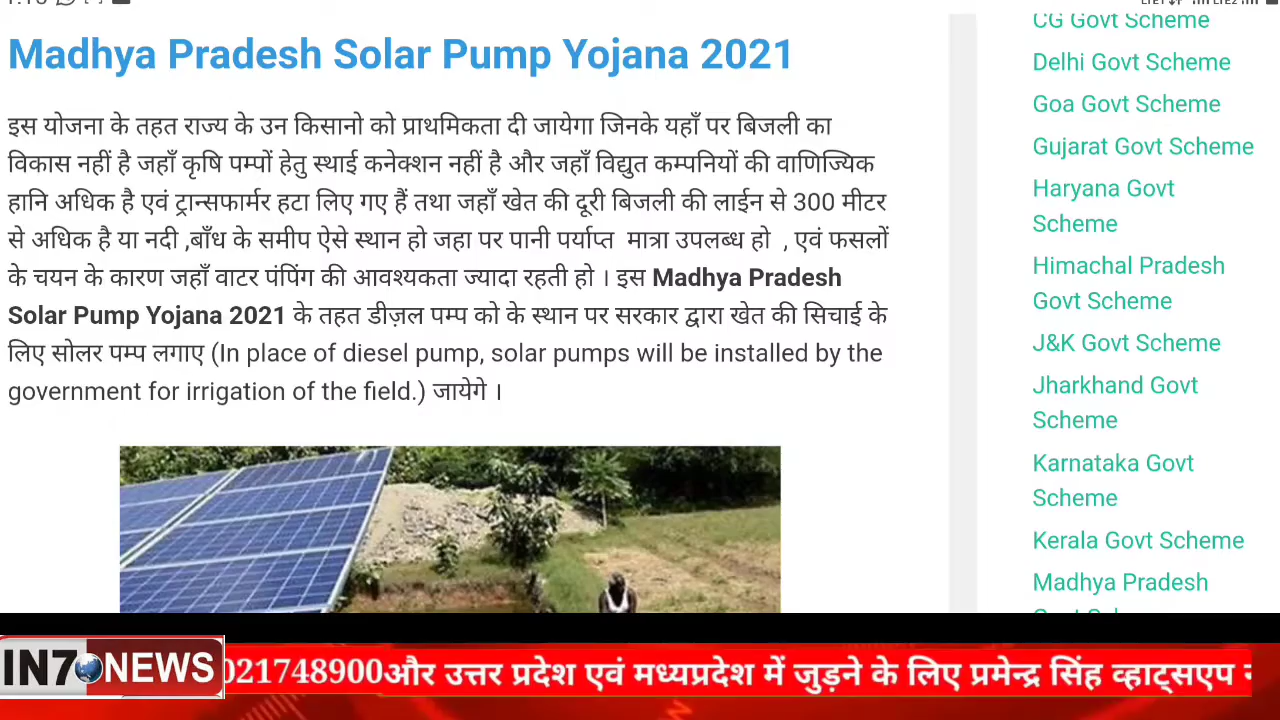 Madhya Pradesh Solar Pump Yojana 2021
इस योजना के तहत राज्य के उन किसानो को प्राथमिकता दी जायेगा जिनके यहाँ पर बिजली का
विकास नहीं है जहाँ कृषि पम्पों हेतु स्थाई कनेक्शन नहीं है और जहाँ विद्युत कम्पनियों की वाणिज्यिक
हानि अधिक है एवं ट्रान्सफार्मर हटा लिए गए हैं तथा जहाँ खेत की दूरी बिजली की लाईन से 300 मीटर
से अधिक है या नदी ,बाँध के समीप ऐसे स्थान हो जहा पर पानी पर्याप्त मात्रा उपलब्ध हो , एवं फसलों
के चयन के कारण जहाँ वाटर पंपिंग की आवश्यकता ज्यादा रहती हो । इस Madhya Pradesh
Solar Pump Yojana 2021 के तहत डीज़ल पम्प को के स्थान पर सरकार द्वारा खेत की सिचाई के
लिए सोलर पम्प लगाए (In place of diesel pump, solar pumps will be installed by the
government for irrigation of the field.) जायेगे ।
CG Govt Scheme
Delhi Govt Scheme
Goa Govt Scheme
Gujarat Govt Scheme
Haryana Govt
Scheme
Himachal Pradesh
Govt Scheme
J&K Govt Scheme
Jharkhand Govt
Scheme
Karnataka Govt
Scheme
Kerala Govt Scheme
Madhya Pradesh
IN7 NEWS
021748900और उत्तर प्रदेश एवं मध्यप्रदेश में जुड़ने के लिए प्रमेन्द्र सिंह व्हाट्सएप